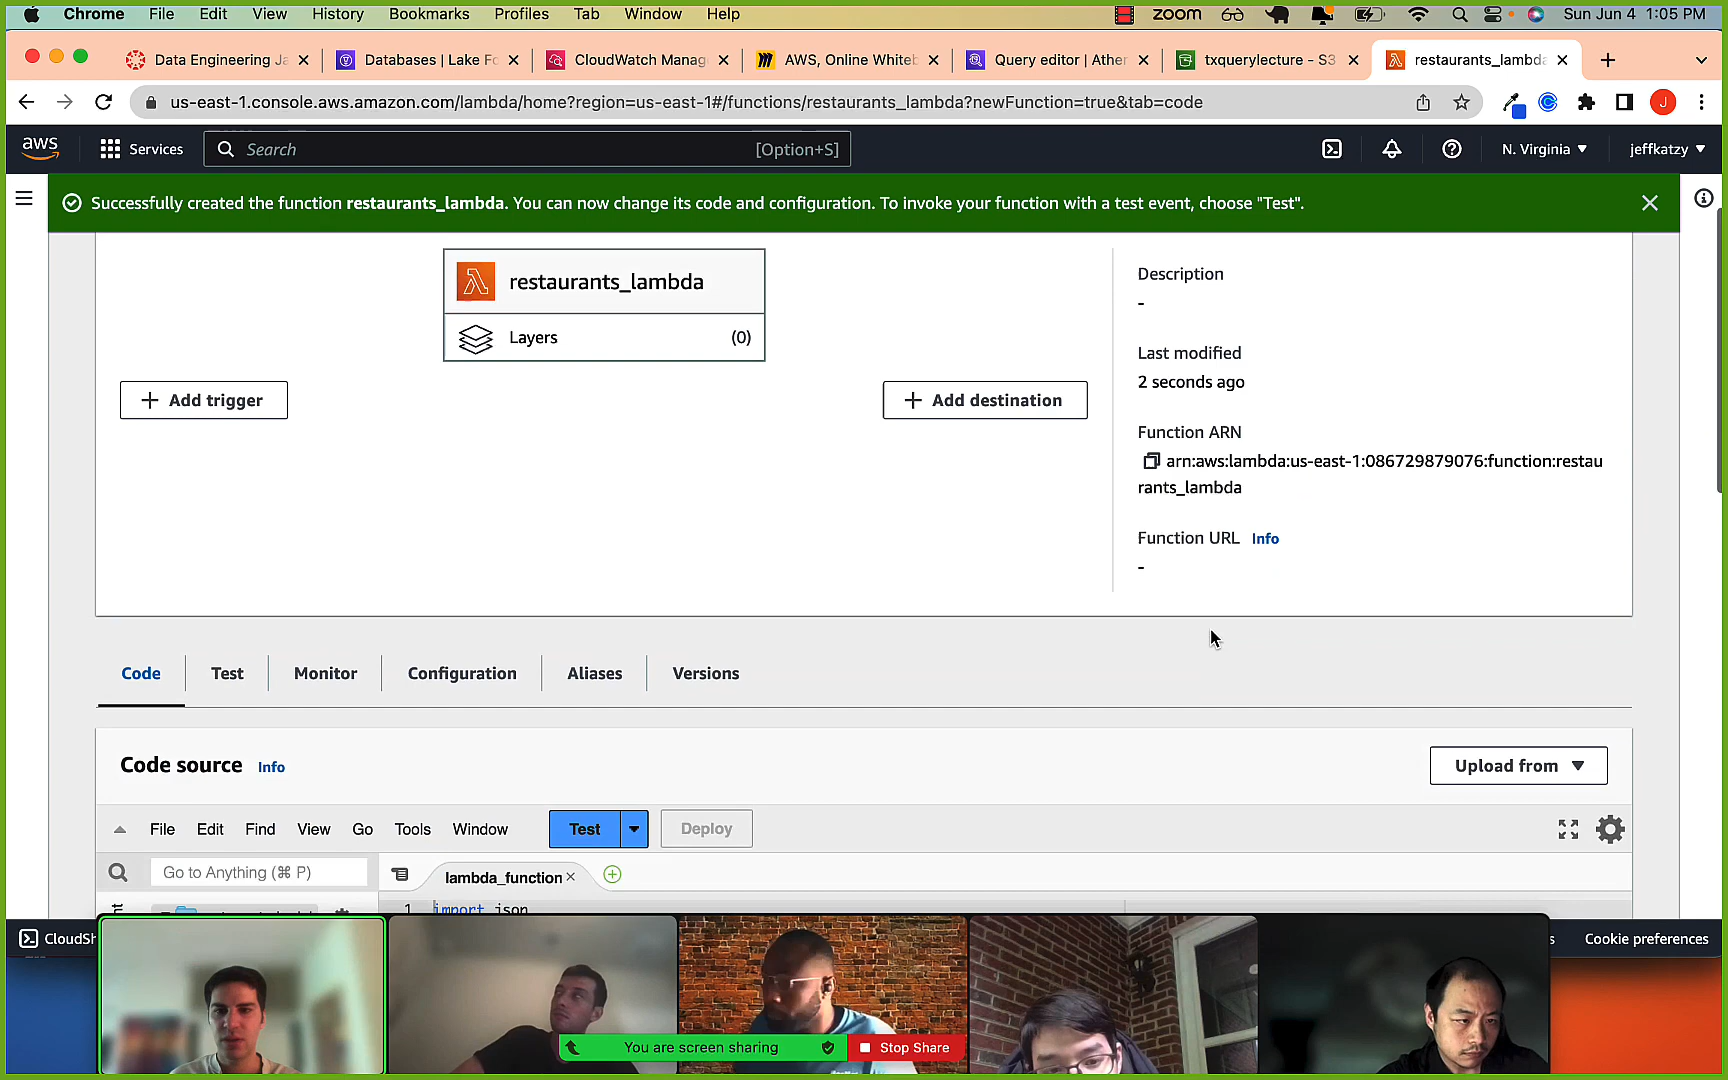 Chrome File Edit View History Bookmarks Profiles Tab Window Help zoom Sun Jun 4 1:05 PM
Data Engineering Ja Databases | Lake Fo CloudWatch Manag AWS, Online Whiteb Query editor | Ather txquerylecture - S3 restaurants_lambda
us-east-1.console.aws.amazon.com/lambda/home?region=us-east-1#/functions/restaurants_lambda?newFunction=true&tab=code J
aws Services Search [Option+S] N. Virginia jeffkatzy
Successfully created the function restaurants_lambda. You can now change its code and configuration. To invoke your function with a test event, choose "Test".
restaurants_lambda
Layers (0)
Add trigger
Add destination
Description
-
Last modified
2 seconds ago
Function ARN
arn:aws:lambda:us-east-1:086729879076:function:restau
rants_lambda
Function URL Info
-
Code Test Monitor Configuration Aliases Versions
Code source Info Upload from
File Edit Find View Go Tools Window Test Deploy
Go to Anything (⌘ P) lambda_function
1 import json
CloudSh s Cookie preferences
You are screen sharing Stop Share